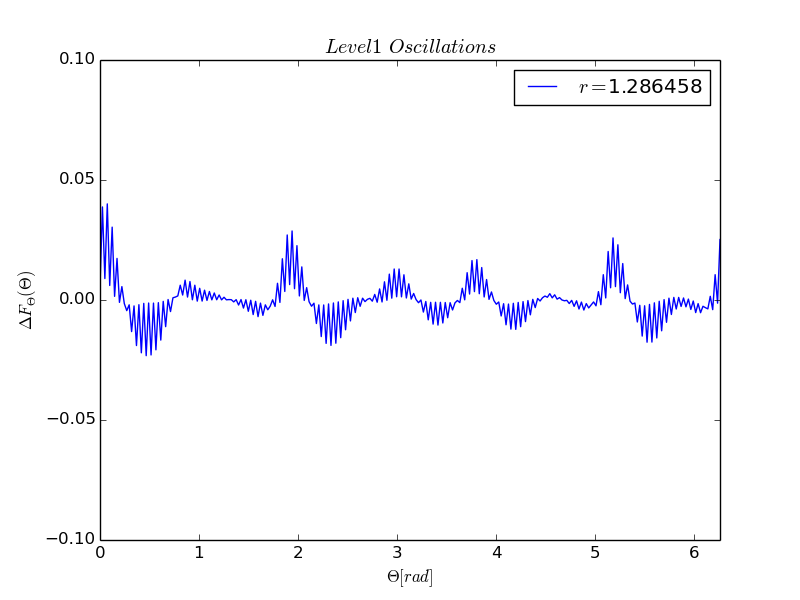 Level1 Oscillations
r=1.286458
0.10
0.05
0.00
−0.05
−0.10
ΔF_Θ(Θ)
0 1 2 3 4 5 6
Θ[rad]